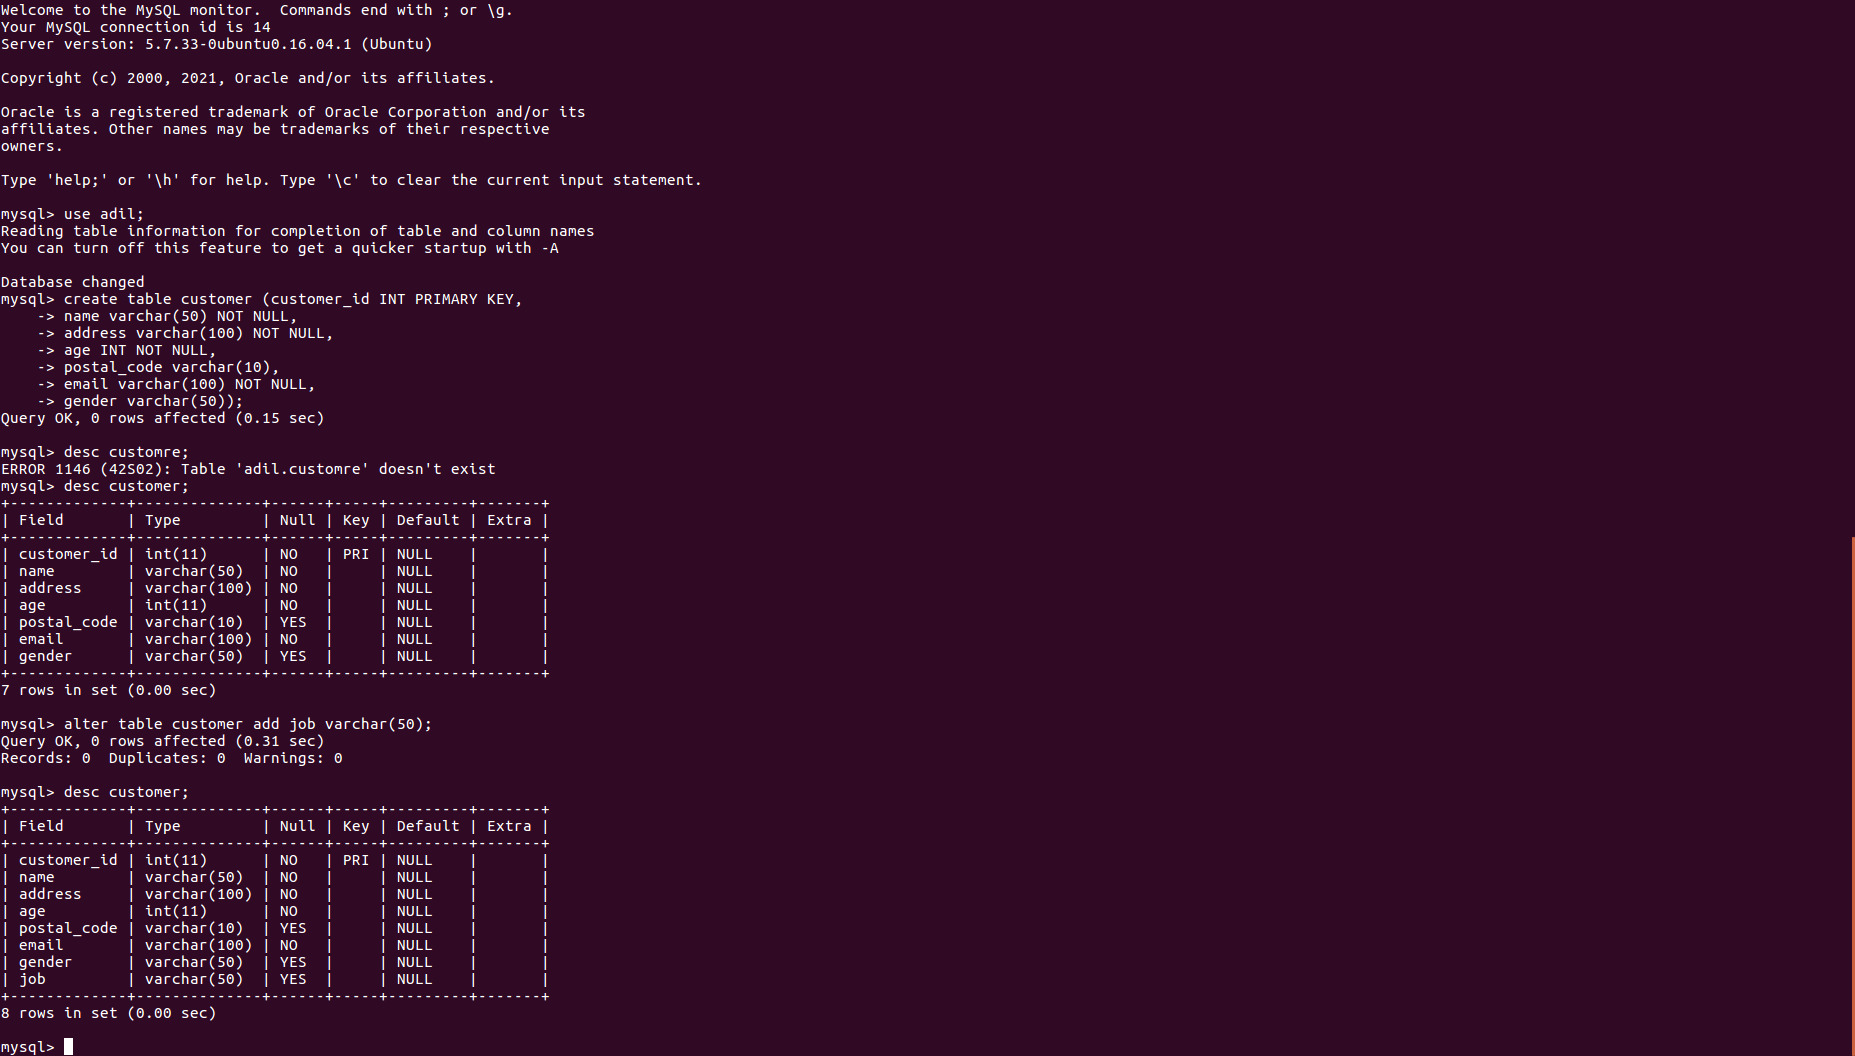 Welcome to the MySQL monitor.  Commands end with ; or \g.
Your MySQL connection id is 14
Server version: 5.7.33-0ubuntu0.16.04.1 (Ubuntu)

Copyright (c) 2000, 2021, Oracle and/or its affiliates.

Oracle is a registered trademark of Oracle Corporation and/or its
affiliates. Other names may be trademarks of their respective
owners.

Type 'help;' or '\h' for help. Type '\c' to clear the current input statement.

mysql> use adil;
Reading table information for completion of table and column names
You can turn off this feature to get a quicker startup with -A

Database changed
mysql> create table customer (customer_id INT PRIMARY KEY,
    -> name varchar(50) NOT NULL,
    -> address varchar(100) NOT NULL,
    -> age INT NOT NULL,
    -> postal_code varchar(10),
    -> email varchar(100) NOT NULL,
    -> gender varchar(50));
Query OK, 0 rows affected (0.15 sec)

mysql> desc customre;
ERROR 1146 (42S02): Table 'adil.customre' doesn't exist
mysql> desc customer;
+-------------+--------------+------+-----+---------+-------+
| Field       | Type         | Null | Key | Default | Extra |
+-------------+--------------+------+-----+---------+-------+
| customer_id | int(11)      | NO   | PRI | NULL    |       |
| name        | varchar(50)  | NO   |     | NULL    |       |
| address     | varchar(100) | NO   |     | NULL    |       |
| age         | int(11)      | NO   |     | NULL    |       |
| postal_code | varchar(10)  | YES  |     | NULL    |       |
| email       | varchar(100) | NO   |     | NULL    |       |
| gender      | varchar(50)  | YES  |     | NULL    |       |
+-------------+--------------+------+-----+---------+-------+
7 rows in set (0.00 sec)

mysql> alter table customer add job varchar(50);
Query OK, 0 rows affected (0.31 sec)
Records: 0  Duplicates: 0  Warnings: 0

mysql> desc customer;
+-------------+--------------+------+-----+---------+-------+
| Field       | Type         | Null | Key | Default | Extra |
+-------------+--------------+------+-----+---------+-------+
| customer_id | int(11)      | NO   | PRI | NULL    |       |
| name        | varchar(50)  | NO   |     | NULL    |       |
| address     | varchar(100) | NO   |     | NULL    |       |
| age         | int(11)      | NO   |     | NULL    |       |
| postal_code | varchar(10)  | YES  |     | NULL    |       |
| email       | varchar(100) | NO   |     | NULL    |       |
| gender      | varchar(50)  | YES  |     | NULL    |       |
| job         | varchar(50)  | YES  |     | NULL    |       |
+-------------+--------------+------+-----+---------+-------+
8 rows in set (0.00 sec)

mysql>